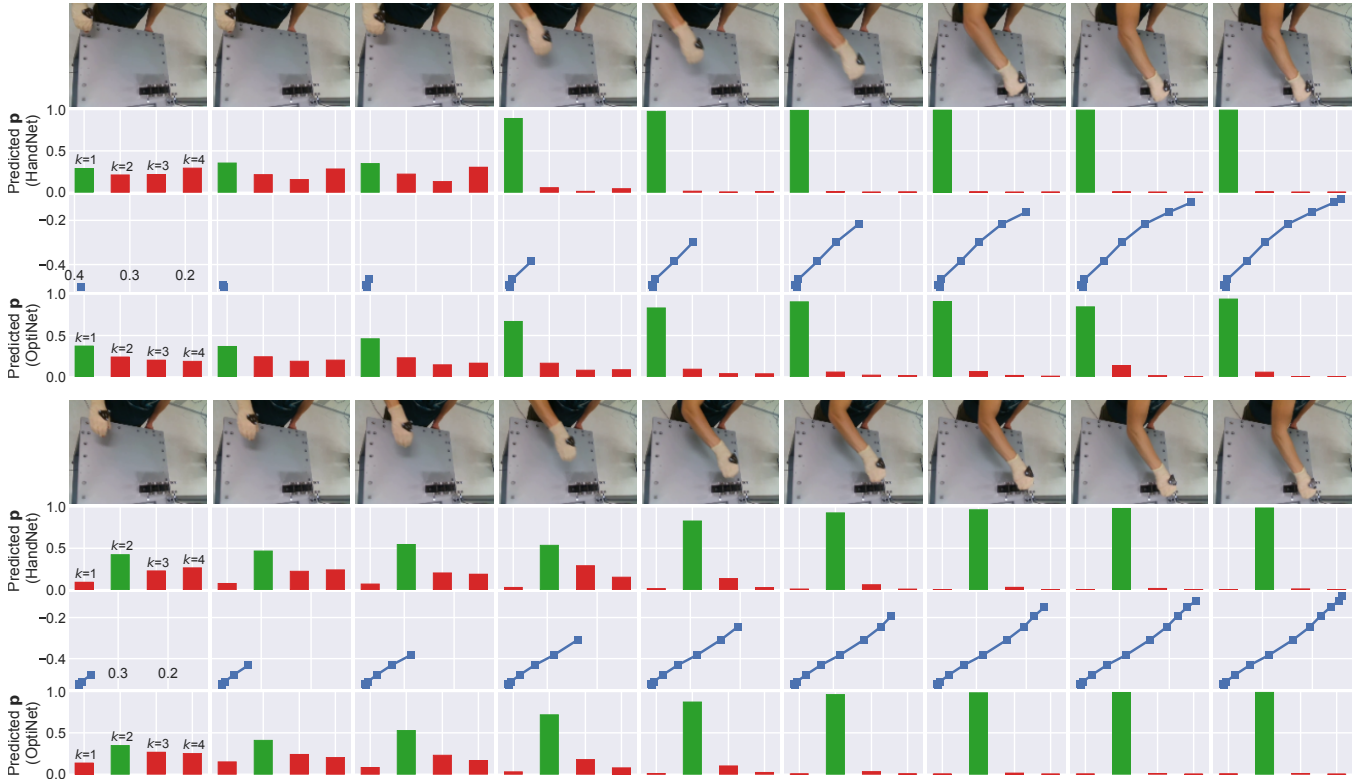 1.0
Predicted p
(HandNet)
0.5
0.0
k=1
k=2
k=3
k=4
−0.2
−0.4
0.4
0.3
0.2
1.0
Predicted p
(OptiNet)
0.5
0.0
k=1
k=2
k=3
k=4
1.0
Predicted p
(HandNet)
0.5
0.0
k=1
k=2
k=3
k=4
−0.2
−0.4
0.3
0.2
1.0
Predicted p
(OptiNet)
0.5
0.0
k=1
k=2
k=3
k=4